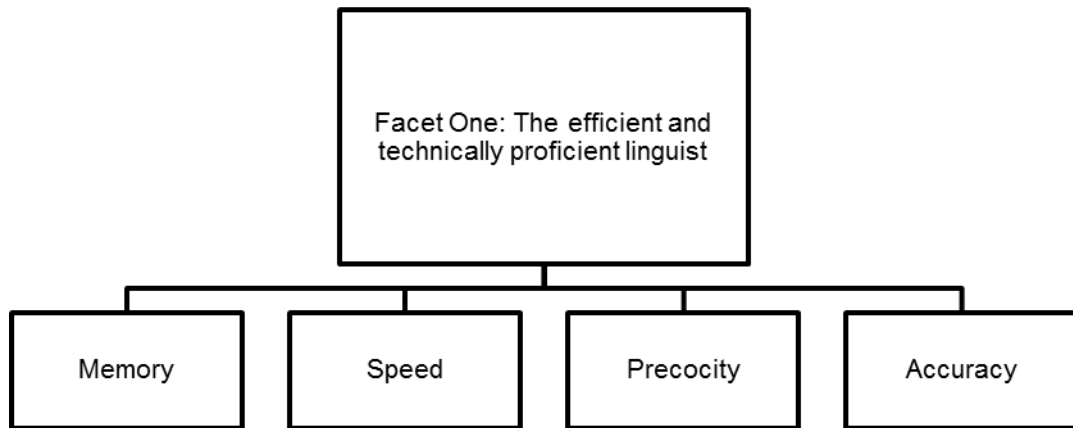 Facet One: The efficient and
technically proficient linguist
Memory
Speed
Precocity
Accuracy